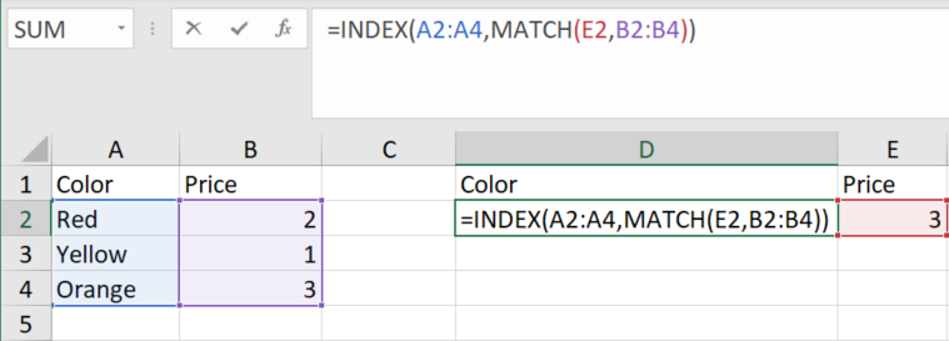 SUM fx =INDEX(A2:A4,MATCH(E2,B2:B4))
A B C D E
1 Color Price Color Price
2 Red 2 =INDEX(A2:A4,MATCH(E2,B2:B4)) 3
3 Yellow 1
4 Orange 3
5